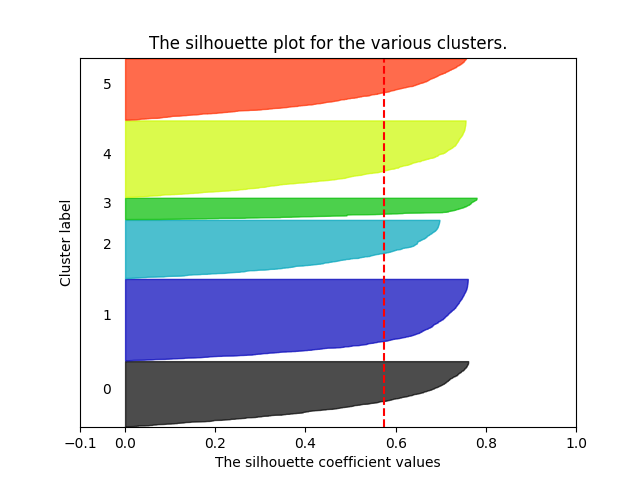 The silhouette plot for the various clusters.
5
4
3
2
1
0
Cluster label
−0.1 0.0 0.2 0.4 0.6 0.8 1.0
The silhouette coefficient values